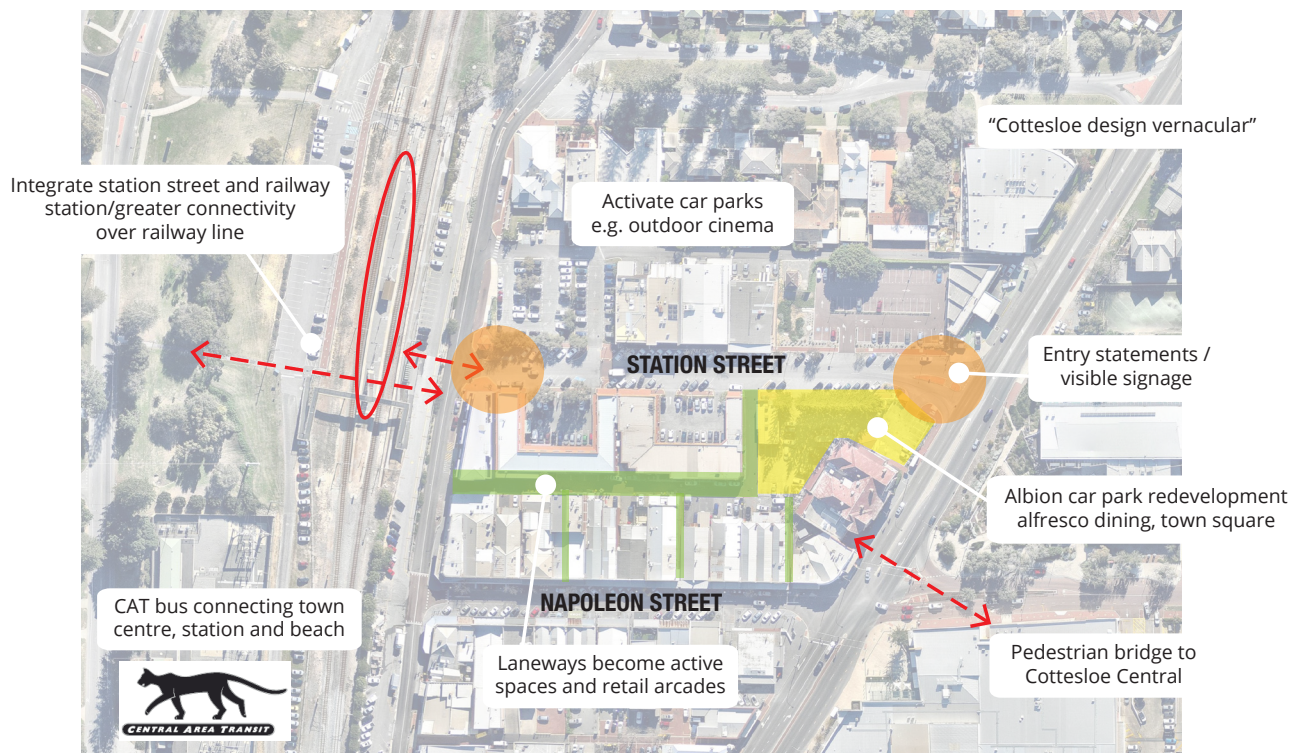 “Cottesloe design vernacular”
Integrate station street and railway
station/greater connectivity
over railway line
Activate car parks
e.g. outdoor cinema
STATION STREET
Entry statements /
visible signage
Albion car park redevelopment
alfresco dining, town square
NAPOLEON STREET
CAT bus connecting town
centre, station and beach
Laneways become active
spaces and retail arcades
Pedestrian bridge to
Cottesloe Central
CENTRAL AREA TRANSIT